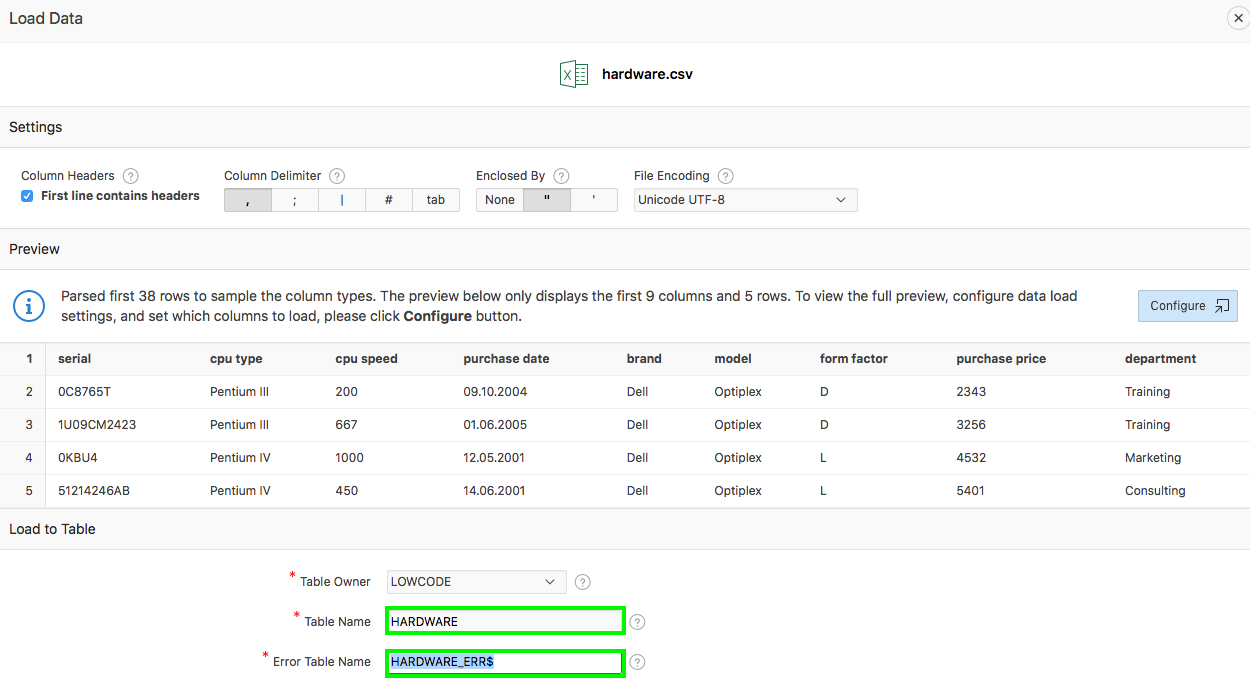 Load Data
hardware.csv
Settings
Column Headers ? Column Delimiter ? Enclosed By ? File Encoding ?
First line contains headers , ; | # tab None " ' Unicode UTF-8
Preview
Parsed first 38 rows to sample the column types. The preview below only displays the first 9 columns and 5 rows. To view the full preview, configure data load
settings, and set which columns to load, please click Configure button.
Configure
1 serial cpu type cpu speed purchase date brand model form factor purchase price department
2 0C8765T Pentium III 200 09.10.2004 Dell Optiplex D 2343 Training
3 1U09CM2423 Pentium III 667 01.06.2005 Dell Optiplex D 3256 Training
4 0KBU4 Pentium IV 1000 12.05.2001 Dell Optiplex L 4532 Marketing
5 51214246AB Pentium IV 450 14.06.2001 Dell Optiplex L 5401 Consulting
Load to Table
* Table Owner LOWCODE ?
* Table Name HARDWARE ?
* Error Table Name HARDWARE_ERR$ ?